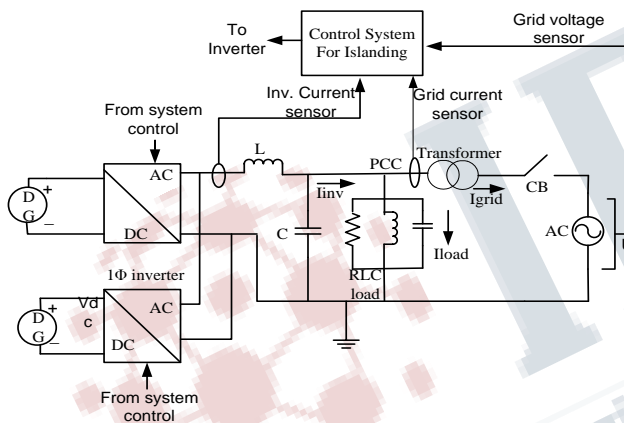 To
Inverter
Control System
For Islanding
Grid voltage
sensor
Inv. Current
sensor
Grid current
sensor
From system
control
L
PCC
Transformer
AC
DC
D
G
+
_
Iinv
Igrid
CB
C
AC
RLC
load
Iload
1Φ inverter
Vd
c
D
G
+
_
AC
DC
From system
control